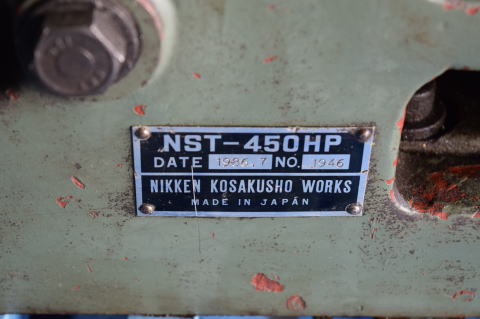 NST-450HP
DATE 1986.7 NO. 1946
NIKKEN KOSAKUSHO WORKS
MADE IN JAPAN